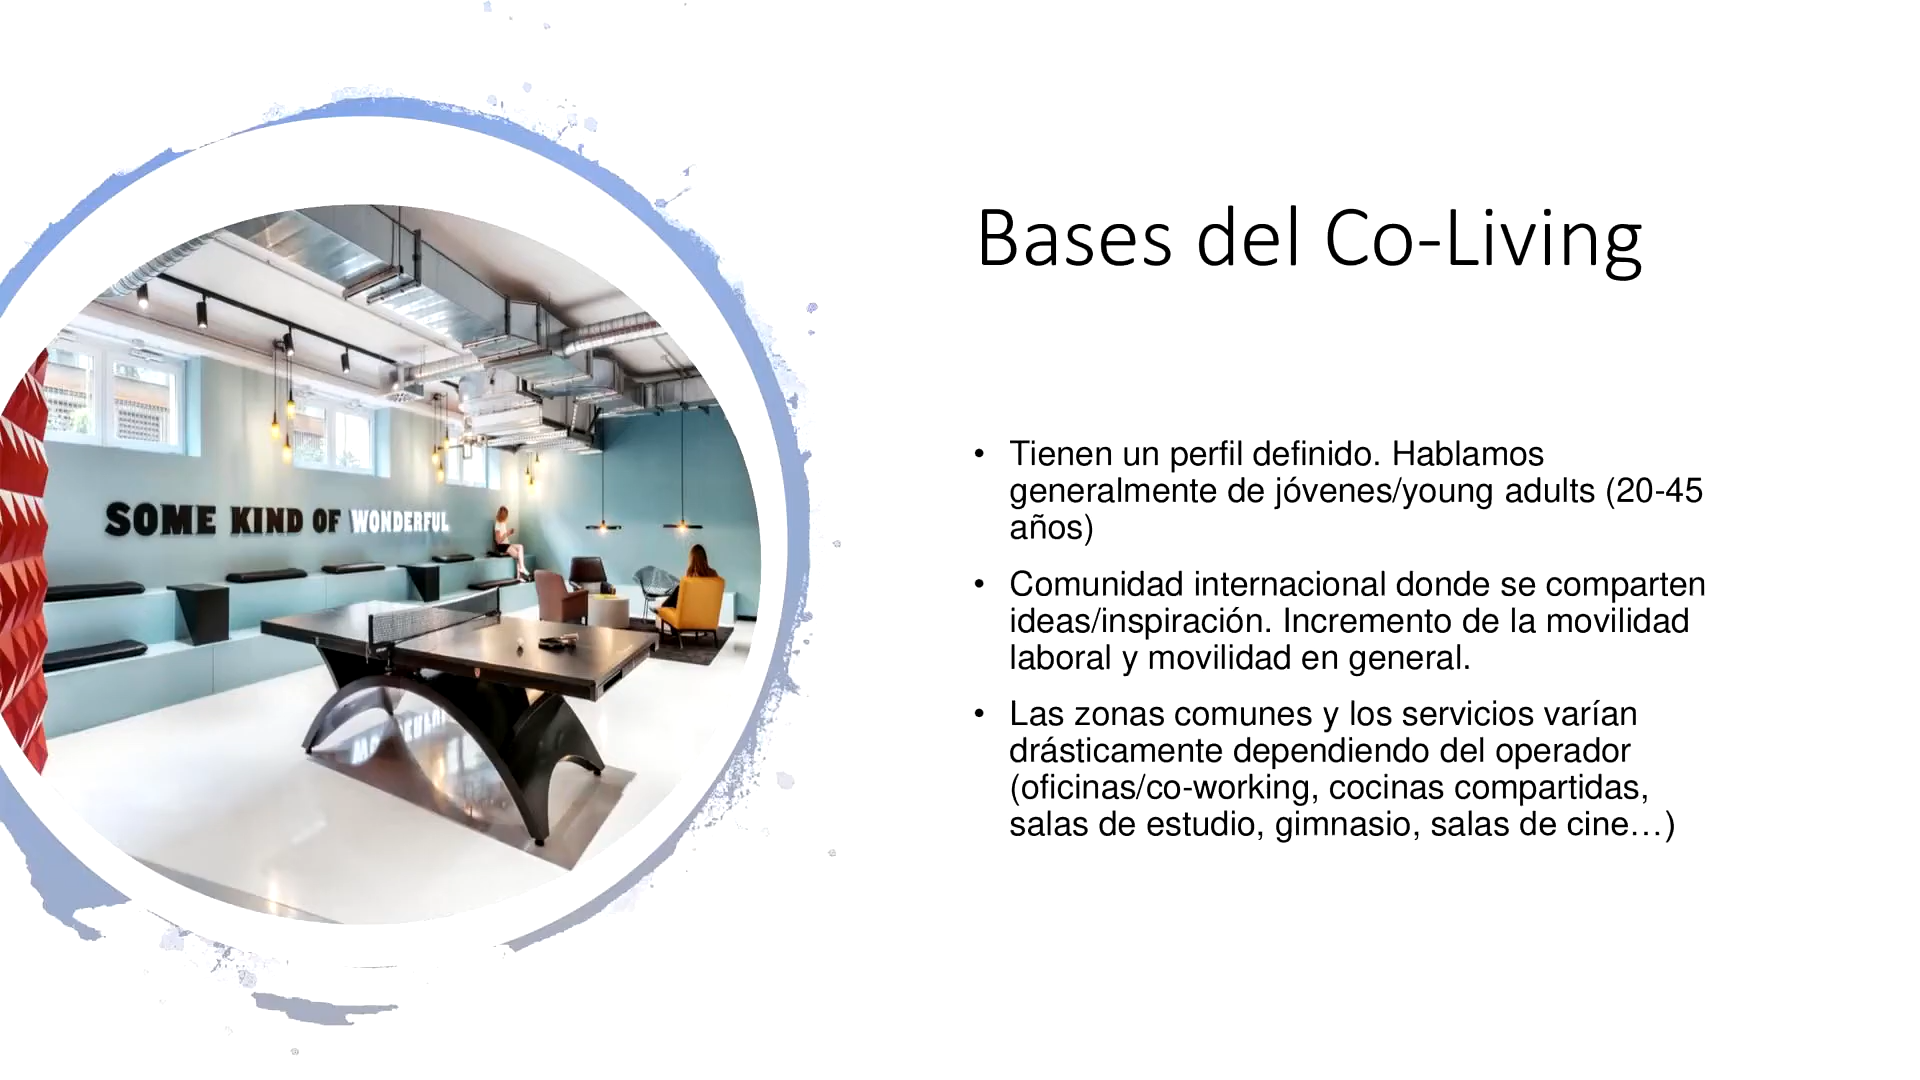 Bases del Co-Living
SOME KIND OF WONDERFUL
• Tienen un perfil definido. Hablamos
generalmente de jóvenes/young adults (20-45
años)
• Comunidad internacional donde se comparten
ideas/inspiración. Incremento de la movilidad
laboral y movilidad en general.
• Las zonas comunes y los servicios varían
drásticamente dependiendo del operador
(oficinas/co-working, cocinas compartidas,
salas de estudio, gimnasio, salas de cine…)